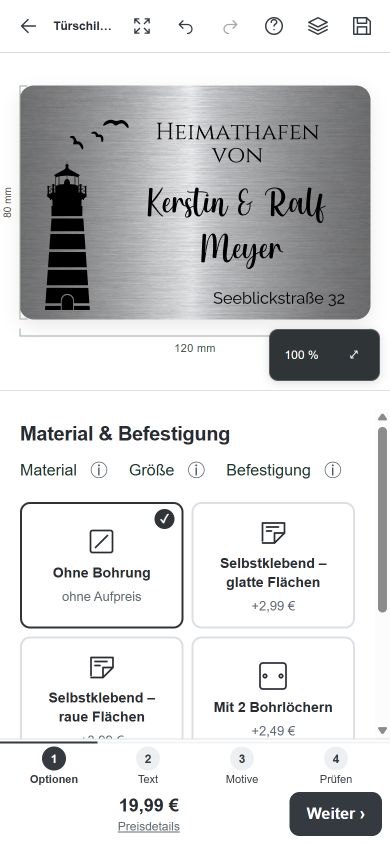 Türschil...
HEIMATHAFEN
VON
Kerstin & Ralf
Meyer
Seeblickstraße 32
80 mm
120 mm
100 %
Material & Befestigung
Material ⓘ Größe ⓘ Befestigung ⓘ
Ohne Bohrung
ohne Aufpreis
Selbstklebend –
glatte Flächen
+2,99 €
Selbstklebend –
raue Flächen
Mit 2 Bohrlöchern
+2,49 €
1 2 3 4
Optionen Text Motive Prüfen
19,99 €
Preisdetails
Weiter ›